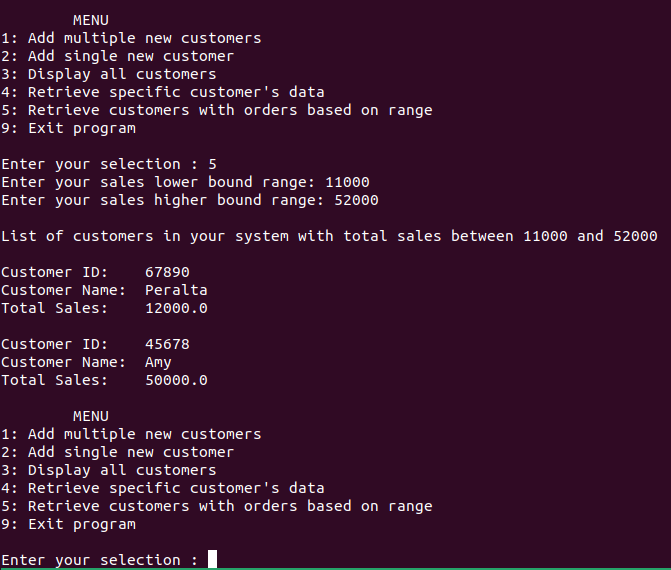 MENU
1: Add multiple new customers
2: Add single new customer
3: Display all customers
4: Retrieve specific customer's data
5: Retrieve customers with orders based on range
9: Exit program
Enter your selection : 5
Enter your sales lower bound range: 11000
Enter your sales higher bound range: 52000
List of customers in your system with total sales between 11000 and 52000
Customer ID:    67890
Customer Name:  Peralta
Total Sales:    12000.0
Customer ID:    45678
Customer Name:  Amy
Total Sales:    50000.0
MENU
1: Add multiple new customers
2: Add single new customer
3: Display all customers
4: Retrieve specific customer's data
5: Retrieve customers with orders based on range
9: Exit program
Enter your selection :